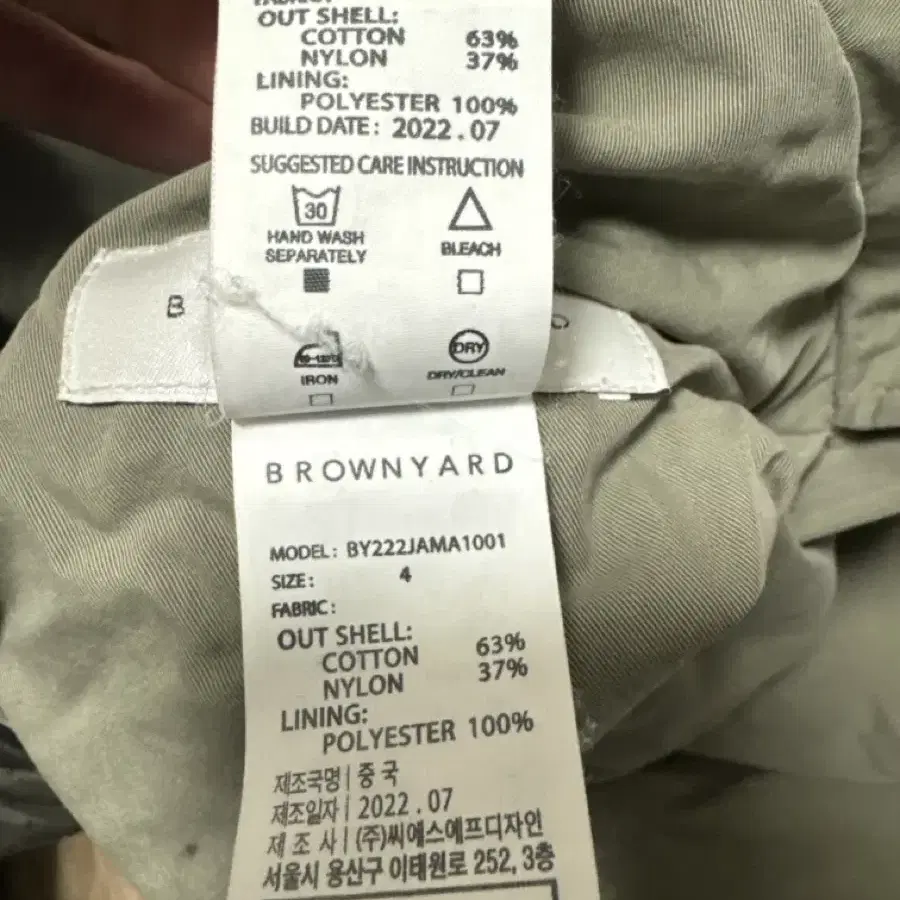 FABRIC:
OUT SHELL:
COTTON 63%
NYLON 37%
LINING:
POLYESTER 100%
BUILD DATE: 2022.07
SUGGESTED CARE INSTRUCTION
30
HAND WASH
SEPARATELY
BLEACH
IRON
DRY
DRY/CLEAN
B
BROWNYARD
MODEL: BY222JAMA1001
SIZE: 4
FABRIC:
OUT SHELL:
COTTON 63%
NYLON 37%
LINING:
POLYESTER 100%
제조국명 | 중국
제조일자 | 2022.07
제 조 사 | (주)씨에스에프디자인
서울시 용산구 이태원로 252, 3층